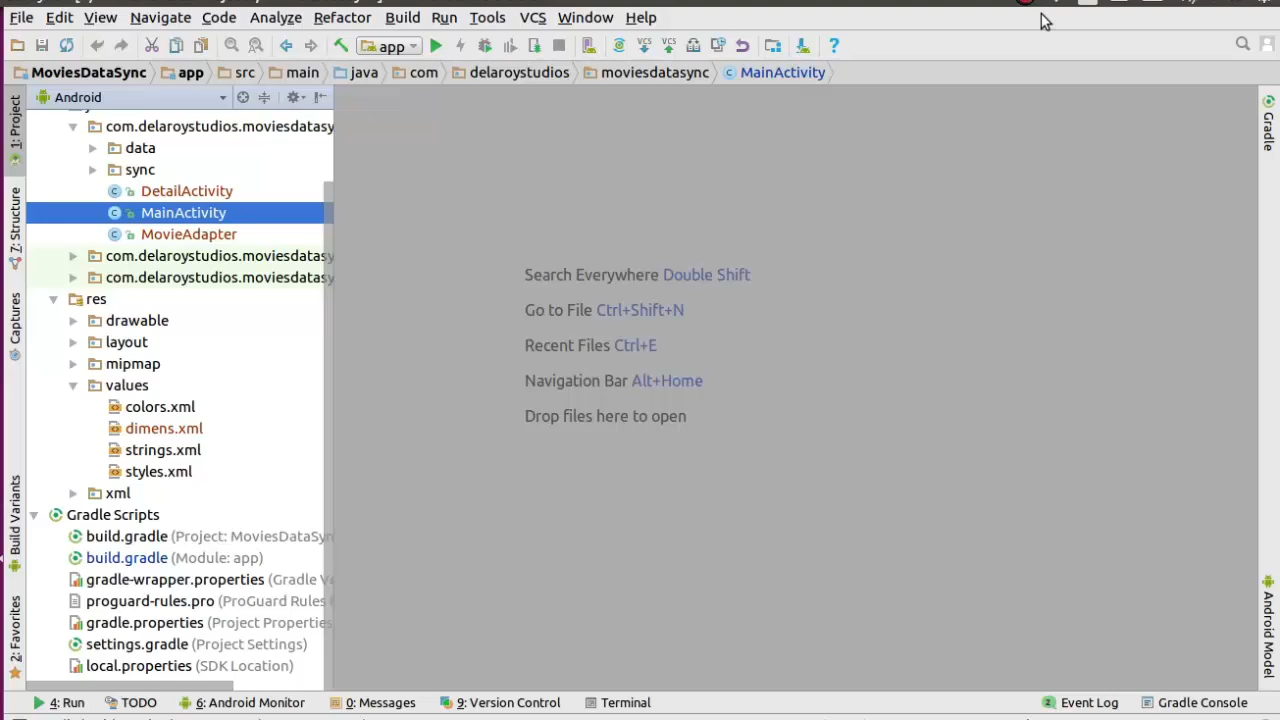 File Edit View Navigate Code Analyze Refactor Build Run Tools VCS Window Help
app
VCS VCS
MoviesDataSync app src main java com delaroystudios moviesdatasync MainActivity
Android
com.delaroystudios.moviesdatasy
data
sync
DetailActivity
MainActivity
MovieAdapter
com.delaroystudios.moviesdatasy
com.delaroystudios.moviesdatasy
res
drawable
layout
mipmap
values
colors.xml
dimens.xml
strings.xml
styles.xml
xml
Gradle Scripts
build.gradle (Project: MoviesDataSyn
build.gradle (Module: app)
gradle-wrapper.properties (Gradle Ve
proguard-rules.pro (ProGuard Rules
gradle.properties (Project Properties
settings.gradle (Project Settings)
local.properties (SDK Location)
1: Project
7: Structure
Captures
Build Variants
2: Favorites
Search Everywhere Double Shift
Go to File Ctrl+Shift+N
Recent Files Ctrl+E
Navigation Bar Alt+Home
Drop files here to open
Gradle
Android Model
4: Run TODO 6: Android Monitor 0: Messages 9: Version Control Terminal Event Log Gradle Console